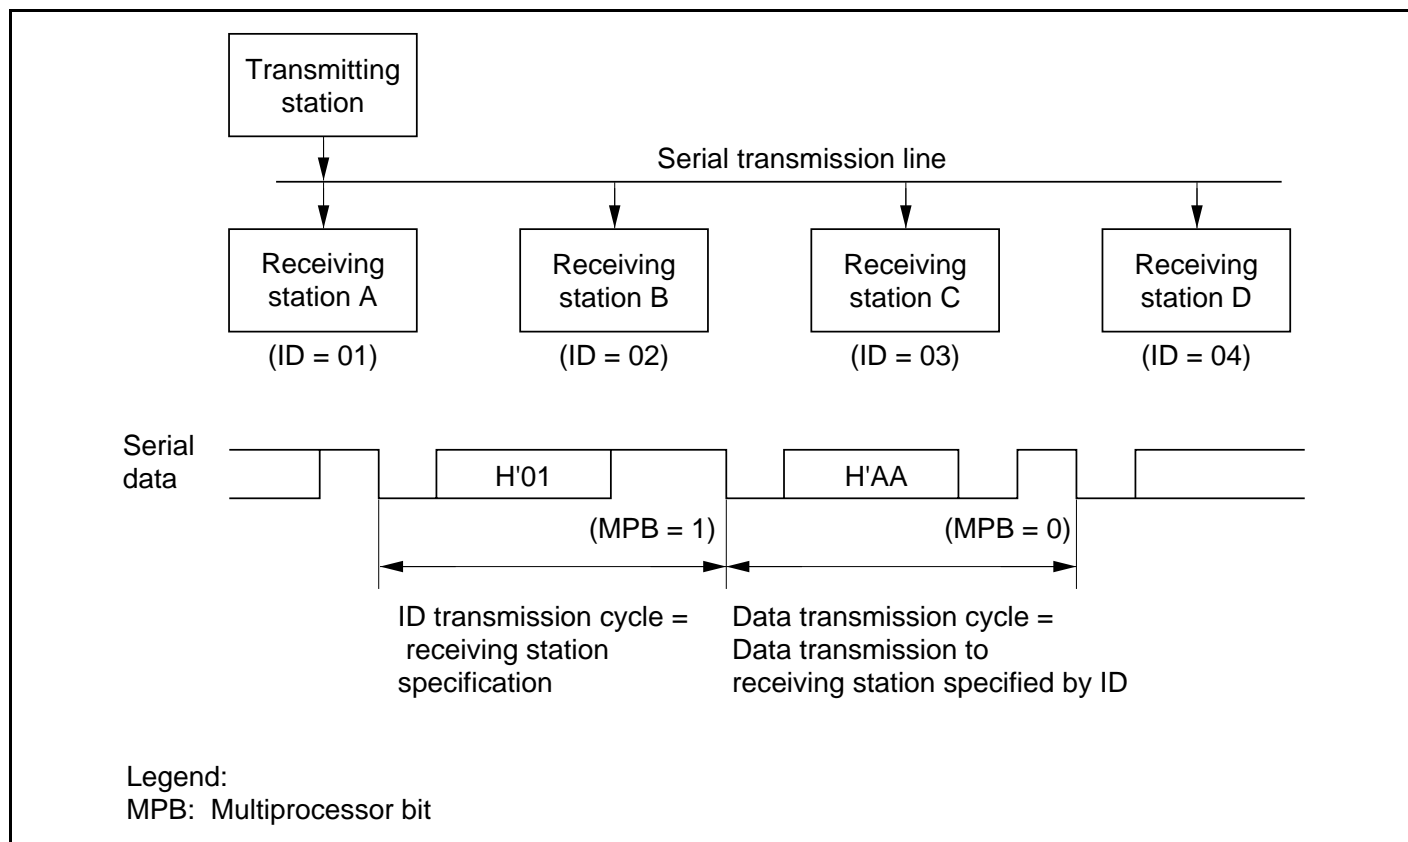 Transmitting
station
Serial transmission line
Receiving
station A
Receiving
station B
Receiving
station C
Receiving
station D
(ID = 01)
(ID = 02)
(ID = 03)
(ID = 04)
Serial
data
H'01
H'AA
(MPB = 1)
(MPB = 0)
ID transmission cycle =
receiving station
specification
Data transmission cycle =
Data transmission to
receiving station specified by ID
Legend:
MPB: Multiprocessor bit